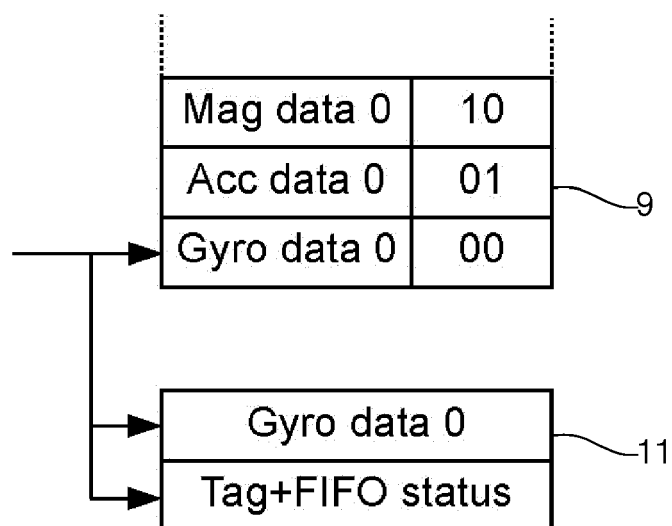 Mag data 0 10
Acc data 0 01
9
Gyro data 0 00
Gyro data 0
11
Tag+FIFO status